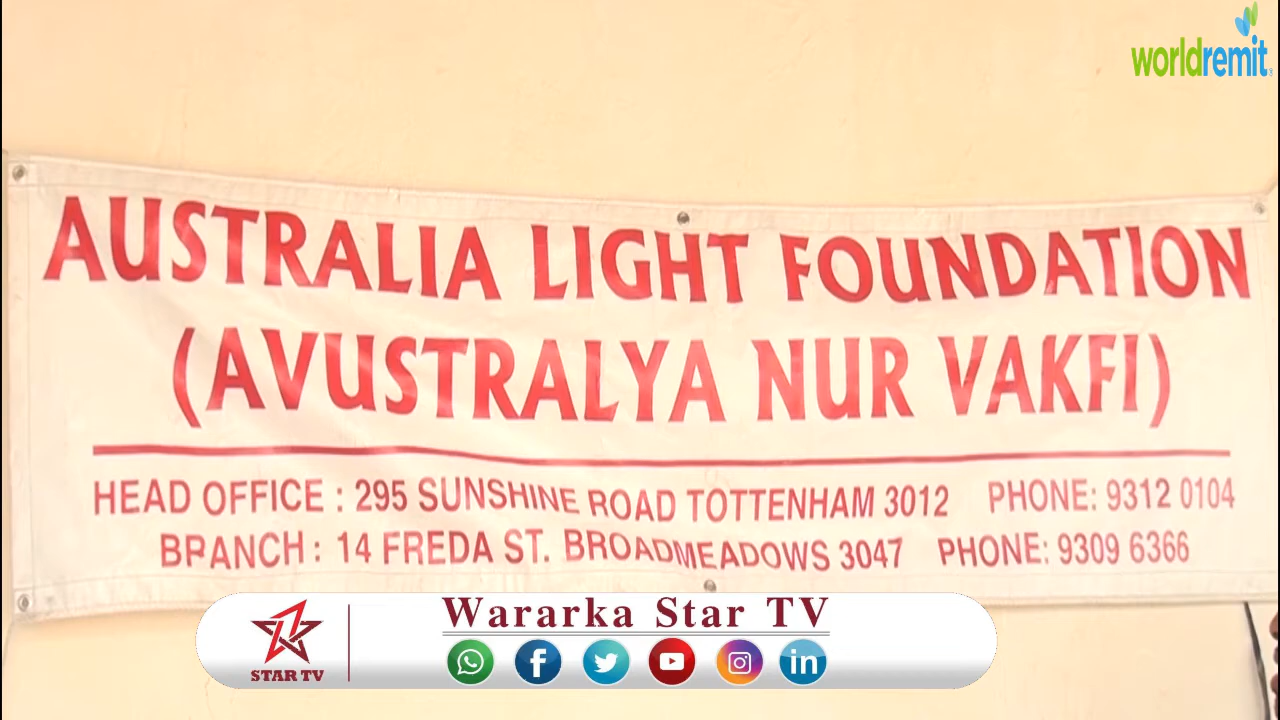 worldremit
AUSTRALIA LIGHT FOUNDATION
(AVUSTRALYA NUR VAKFI)
HEAD OFFICE : 295 SUNSHINE ROAD TOTTENHAM 3012 PHONE: 9312 0104
BRANCH : 14 FREDA ST. BROADMEADOWS 3047 PHONE: 9309 6366
Wararka Star TV
STAR TV